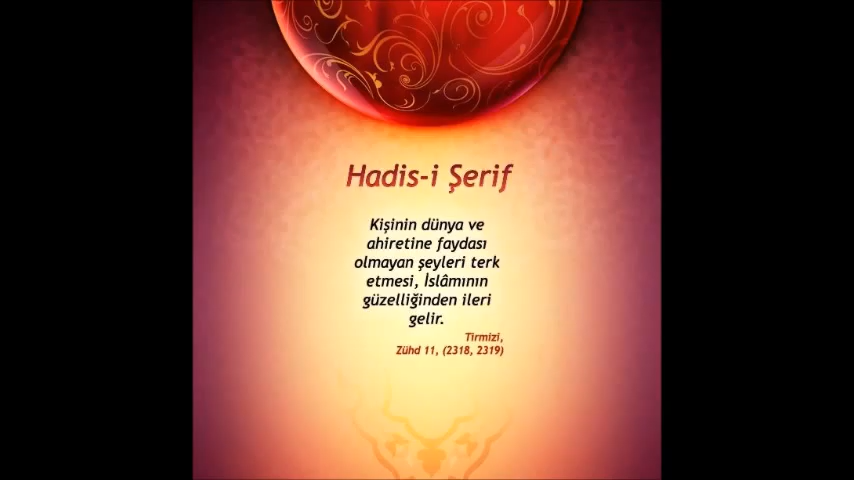 Hadis-i Şerif
Kişinin dünya ve
ahiretine faydası
olmayan şeyleri terk
etmesi, İslâmının
güzelliğinden ileri
gelir.
Tirmizi,
Zühd 11, (2318, 2319)